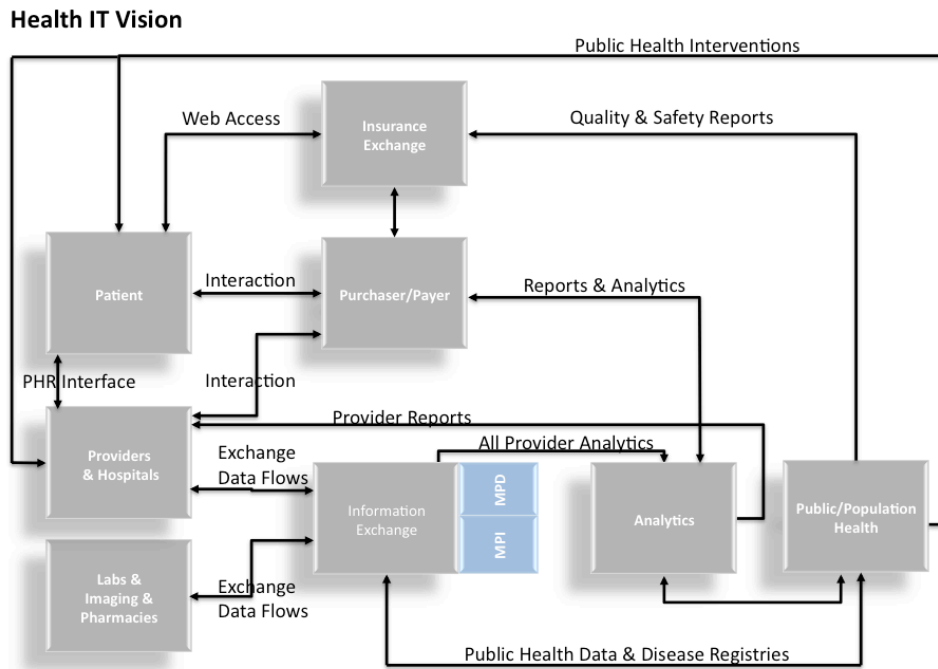 Health IT Vision
Public Health Interventions
Web Access
Insurance
Exchange
Quality & Safety Reports
Patient
Interaction
Purchaser/Payer
Reports & Analytics
PHR Interface
Interaction
Provider Reports
Providers
& Hospitals
Exchange
Data Flows
All Provider Analytics
Information
Exchange
MPD
MPI
Analytics
Public/Population
Health
Labs &
Imaging &
Pharmacies
Exchange
Data Flows
Public Health Data & Disease Registries